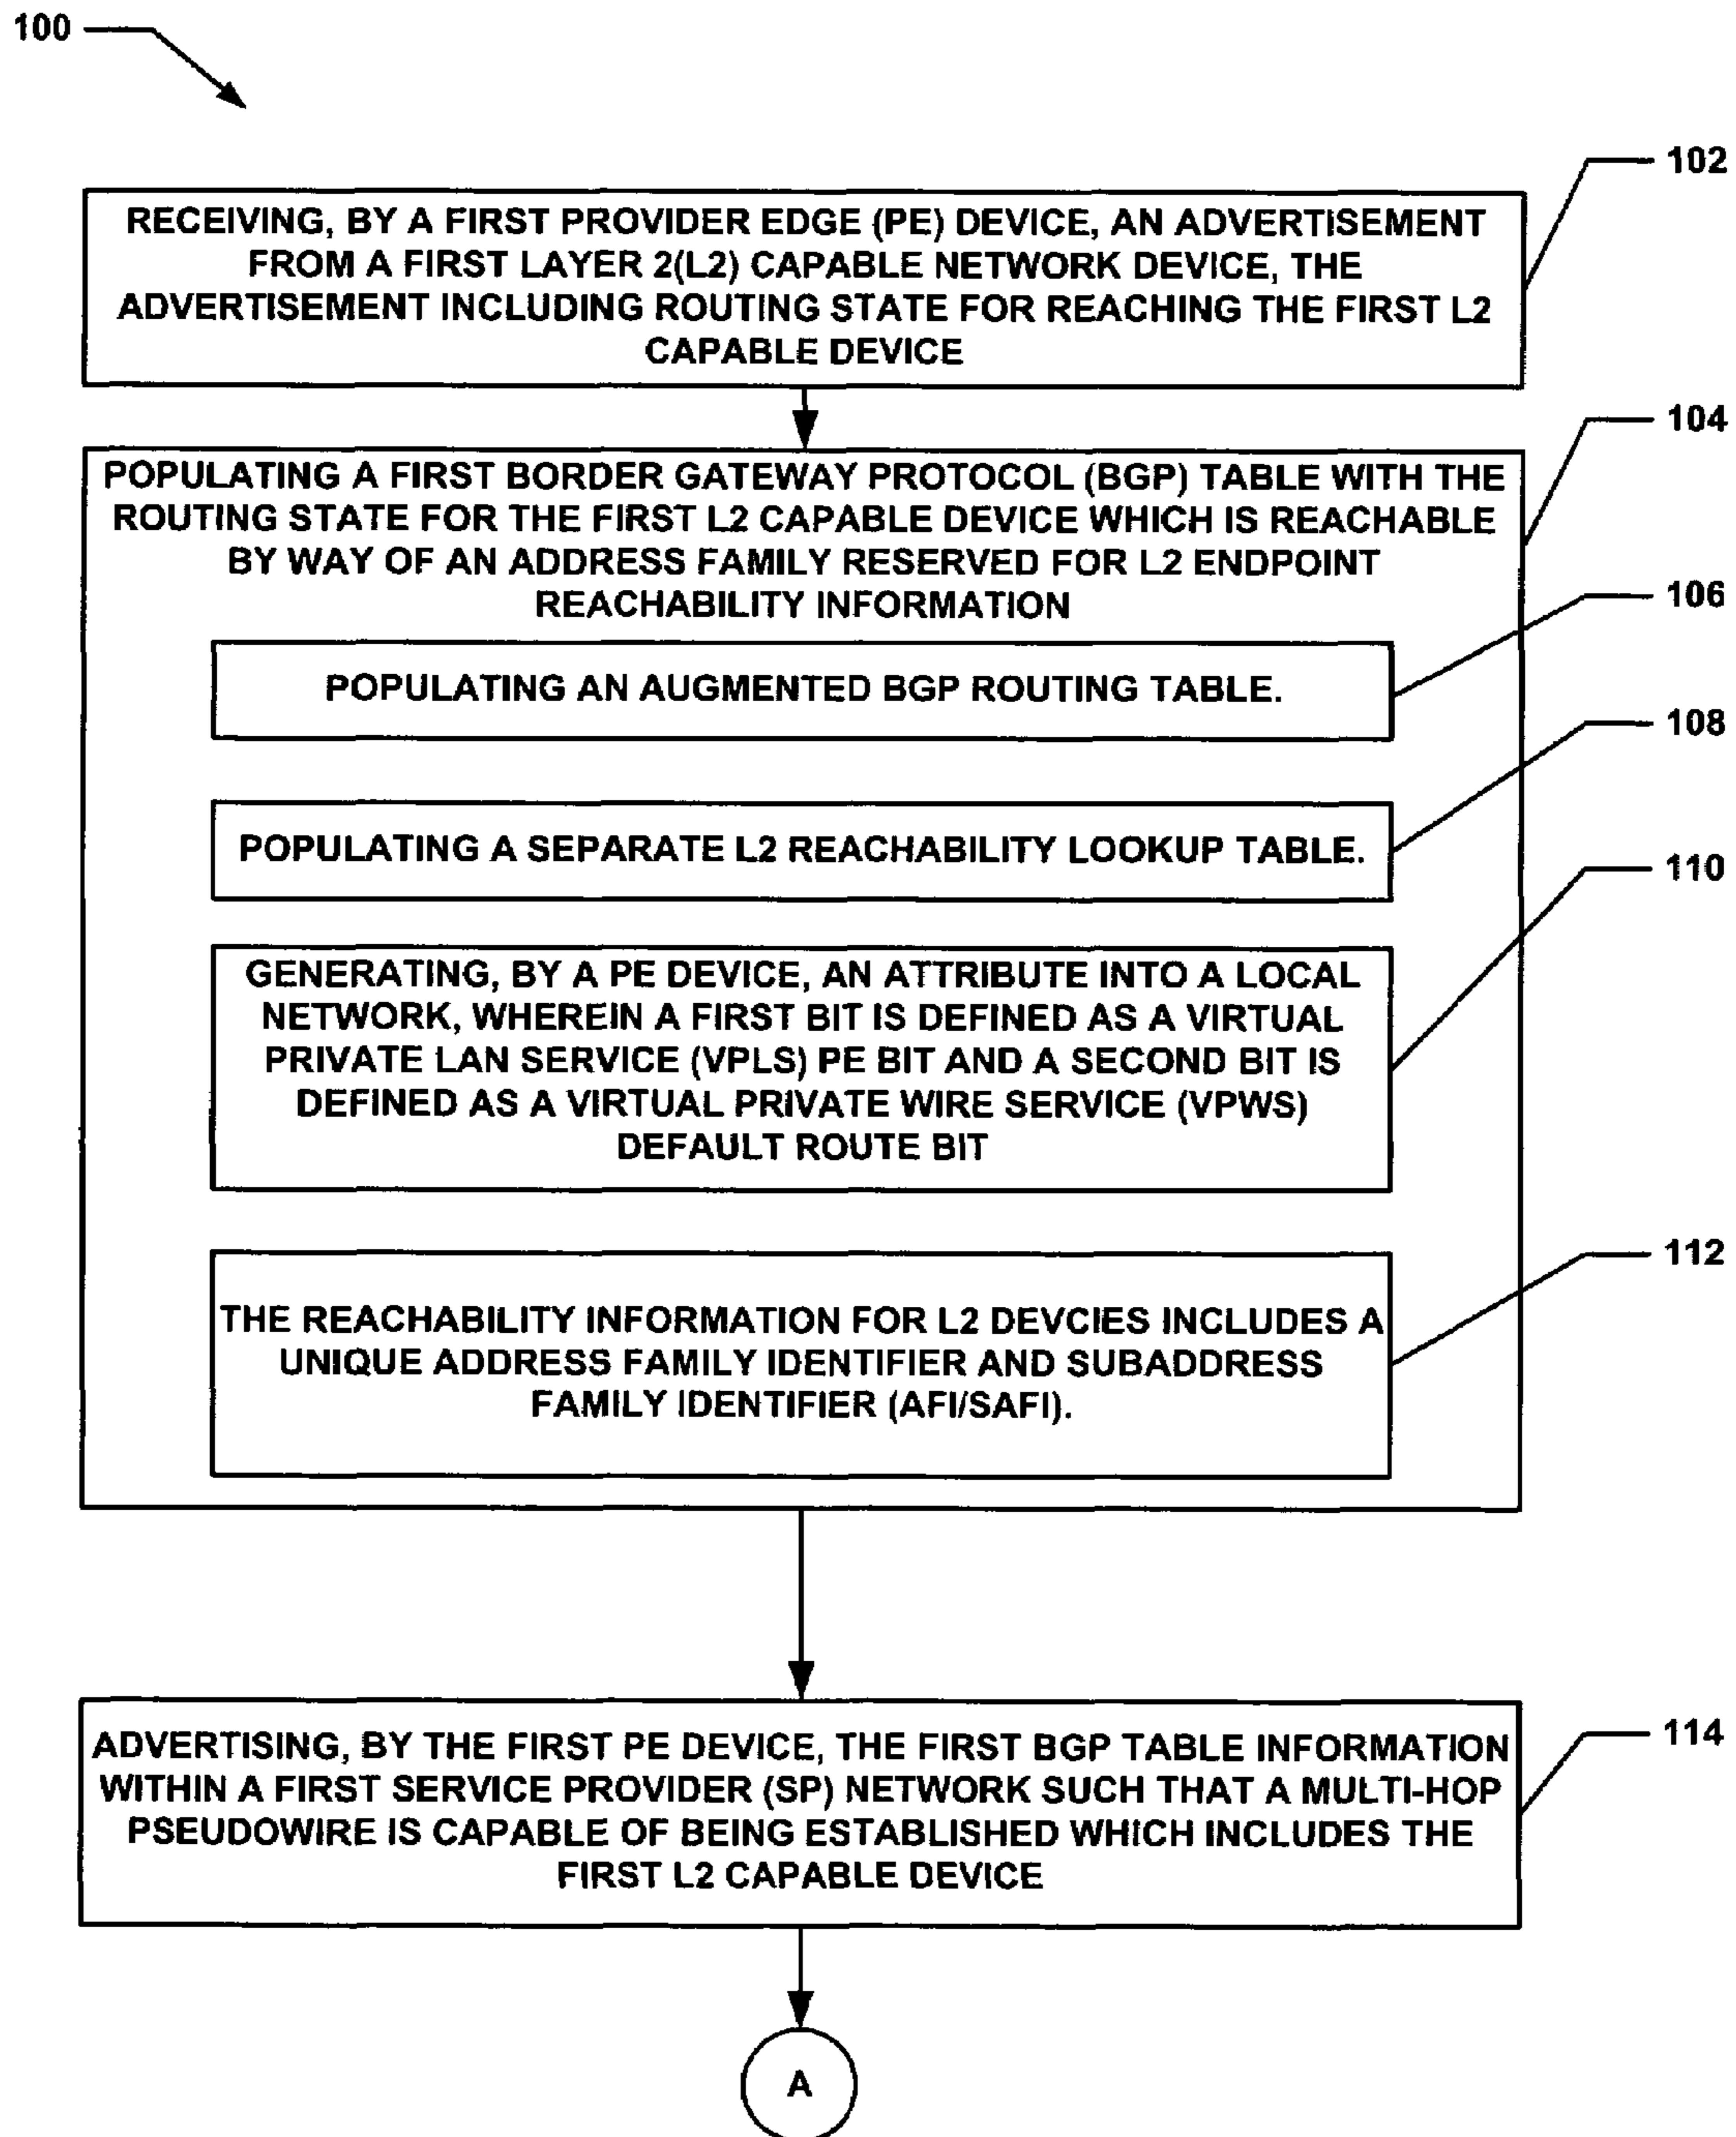 100
102
RECEIVING, BY A FIRST PROVIDER EDGE (PE) DEVICE, AN ADVERTISEMENT
FROM A FIRST LAYER 2(L2) CAPABLE NETWORK DEVICE, THE
ADVERTISEMENT INCLUDING ROUTING STATE FOR REACHING THE FIRST L2
CAPABLE DEVICE
104
POPULATING A FIRST BORDER GATEWAY PROTOCOL (BGP) TABLE WITH THE
ROUTING STATE FOR THE FIRST L2 CAPABLE DEVICE WHICH IS REACHABLE
BY WAY OF AN ADDRESS FAMILY RESERVED FOR L2 ENDPOINT
REACHABILITY INFORMATION
106
POPULATING AN AUGMENTED BGP ROUTING TABLE.
108
POPULATING A SEPARATE L2 REACHABILITY LOOKUP TABLE.
110
GENERATING, BY A PE DEVICE, AN ATTRIBUTE INTO A LOCAL
NETWORK, WHEREIN A FIRST BIT IS DEFINED AS A VIRTUAL
PRIVATE LAN SERVICE (VPLS) PE BIT AND A SECOND BIT IS
DEFINED AS A VIRTUAL PRIVATE WIRE SERVICE (VPWS)
DEFAULT ROUTE BIT
112
THE REACHABILITY INFORMATION FOR L2 DEVCIES INCLUDES A
UNIQUE ADDRESS FAMILY IDENTIFIER AND SUBADDRESS
FAMILY IDENTIFIER (AFI/SAFI).
114
ADVERTISING, BY THE FIRST PE DEVICE, THE FIRST BGP TABLE INFORMATION
WITHIN A FIRST SERVICE PROVIDER (SP) NETWORK SUCH THAT A MULTI-HOP
PSEUDOWIRE IS CAPABLE OF BEING ESTABLISHED WHICH INCLUDES THE
FIRST L2 CAPABLE DEVICE
A